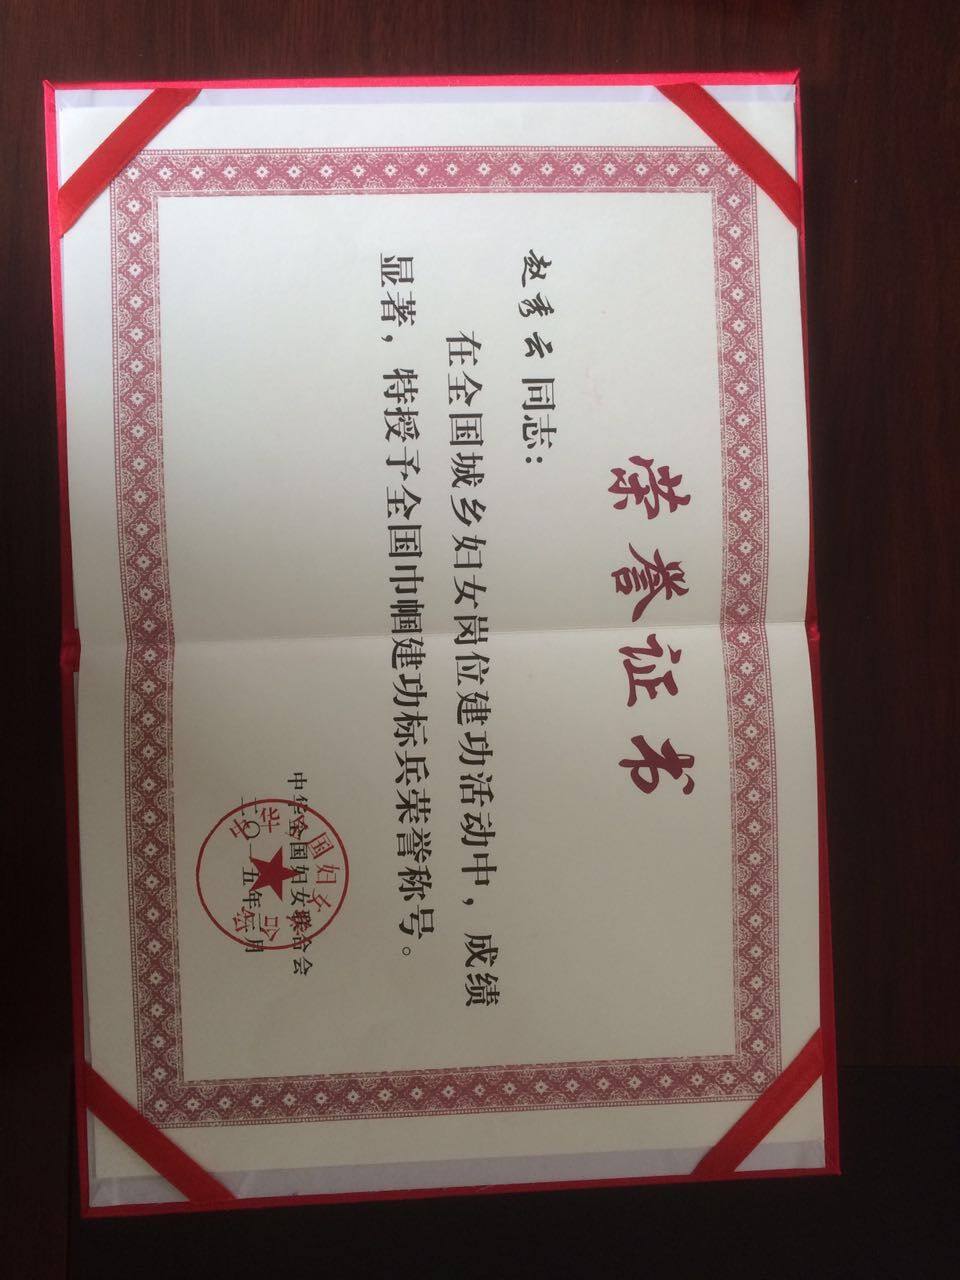 荣誉证书
赵秀云同志：
在全国城乡妇女岗位建功活动中，成绩
显著，特授予全国巾帼建功标兵荣誉称号。
中华全国妇女联合会
二〇一五年二月